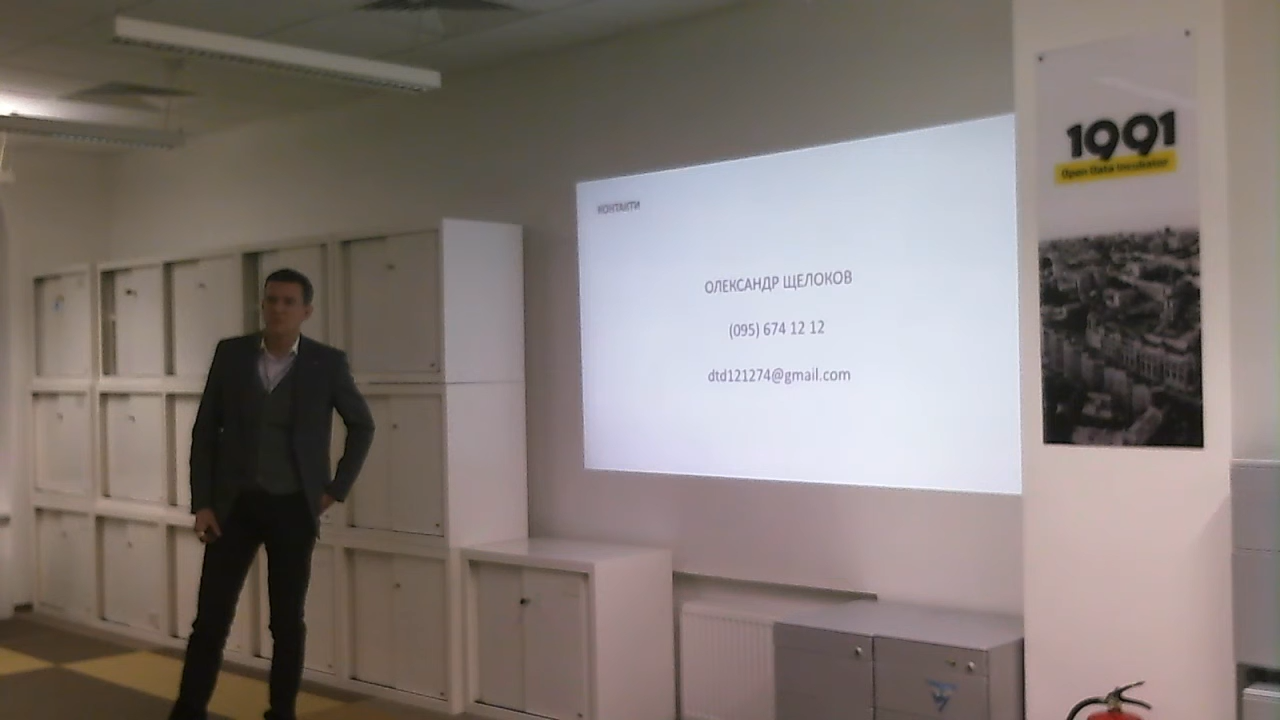 КОНТАКТИ
ОЛЕКСАНДР ЩЕЛОКОВ
(095) 674 12 12
dtd121274@gmail.com
1991
Open Data Incubator